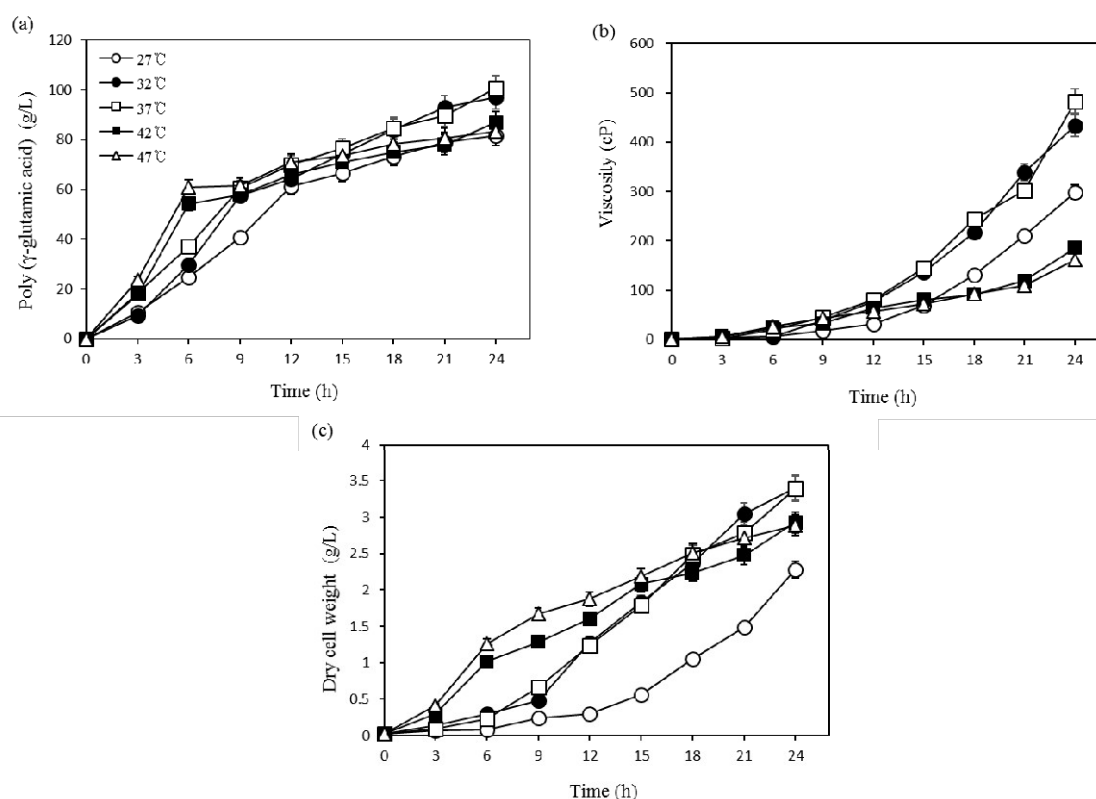 (a)
Poly (γ-glutamic acid) (g/L)
120
100
80
60
40
20
0
27℃
32℃
37℃
42℃
47℃
0 3 6 9 12 15 18 21 24
Time (h)
(b)
Viscosity (cP)
600
500
400
300
200
100
0
0 3 6 9 12 15 18 21 24
Time (h)
(c)
Dry cell weight (g/L)
4
3.5
3
2.5
2
1.5
1
0.5
0
0 3 6 9 12 15 18 21 24
Time (h)